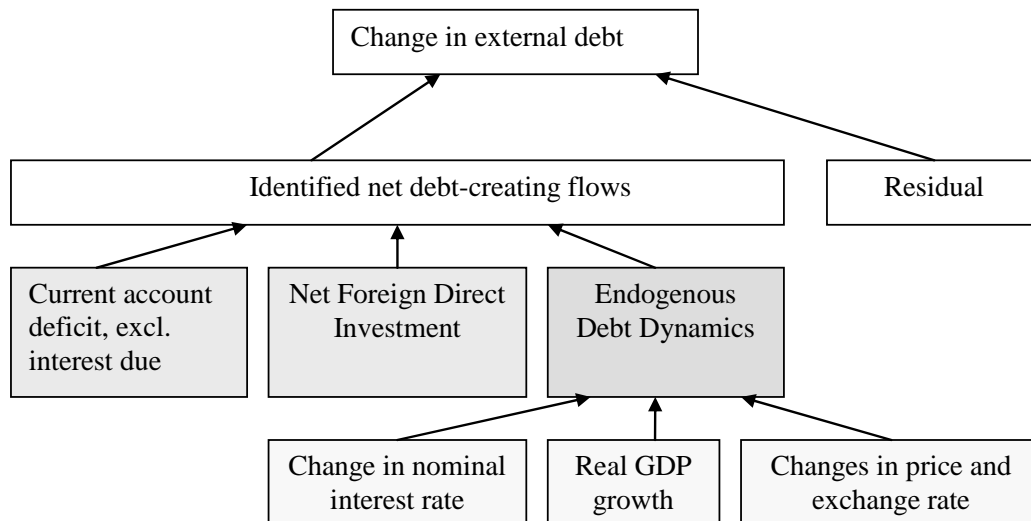 Change in external debt
Identified net debt-creating flows
Residual
Current account
deficit, excl.
interest due
Net Foreign Direct
Investment
Endogenous
Debt Dynamics
Change in nominal
interest rate
Real GDP
growth
Changes in price and
exchange rate